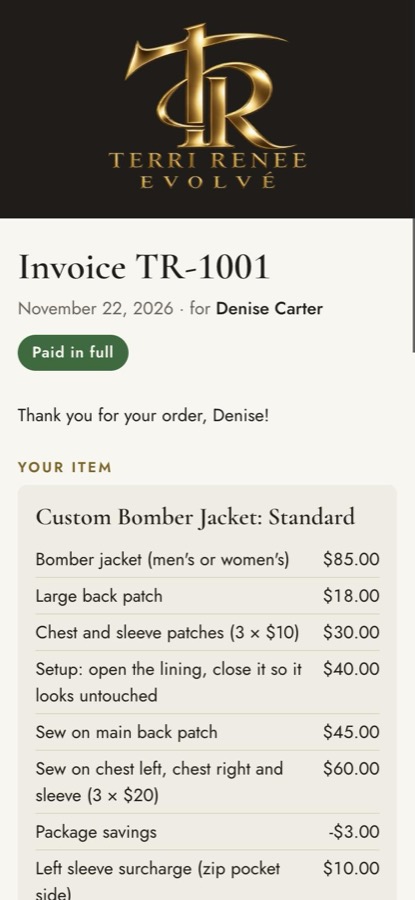 TR
TERRI RENEE
EVOLVÉ
Invoice TR-1001
November 22, 2026 · for Denise Carter
Paid in full
Thank you for your order, Denise!
YOUR ITEM
Custom Bomber Jacket: Standard
Bomber jacket (men's or women's) $85.00
Large back patch $18.00
Chest and sleeve patches (3 × $10) $30.00
Setup: open the lining, close it so it $40.00
looks untouched
Sew on main back patch $45.00
Sew on chest left, chest right and $60.00
sleeve (3 × $20)
Package savings -$3.00
Left sleeve surcharge (zip pocket $10.00
side)